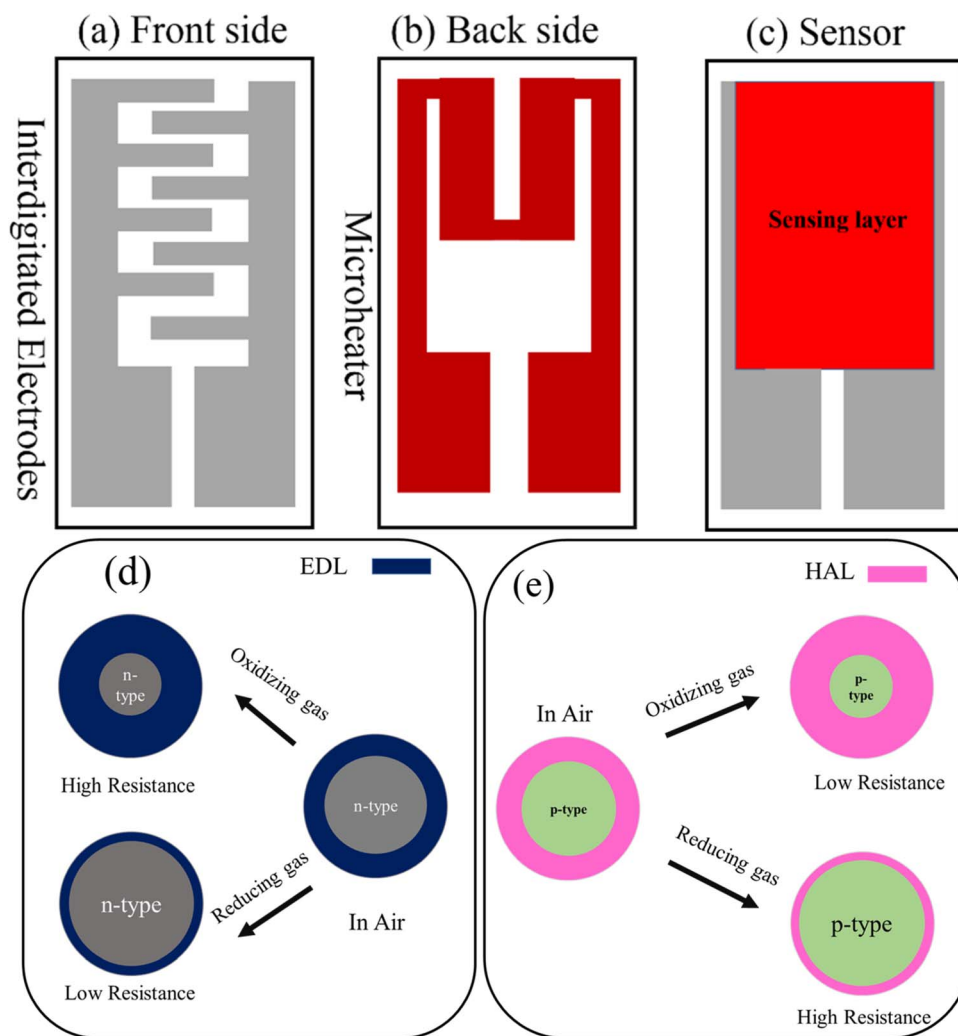 (a) Front side
(b) Back side
(c) Sensor
Interdigitated Electrodes
Microheater
Sensing layer
(d)
EDL
n-
type
Oxidizing gas
High Resistance
n-type
Reducing gas
n-type
In Air
Low Resistance
(e)
HAL
In Air
Oxidizing gas
p-
type
Low Resistance
p-type
Reducing gas
p-type
High Resistance